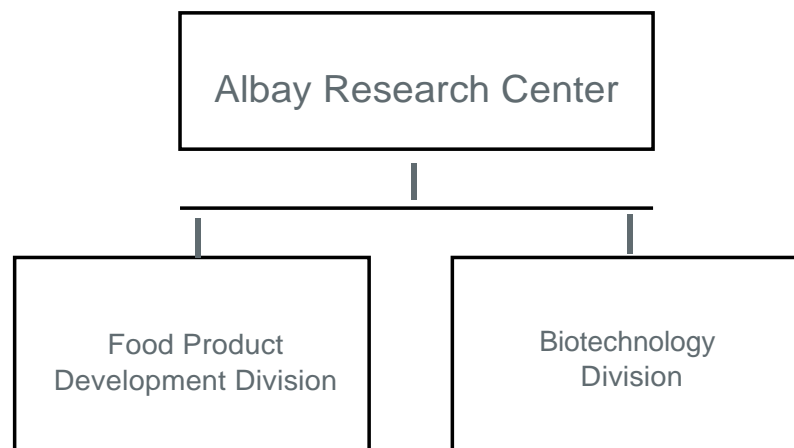 Albay Research Center
Food Product
Development Division
Biotechnology
Division